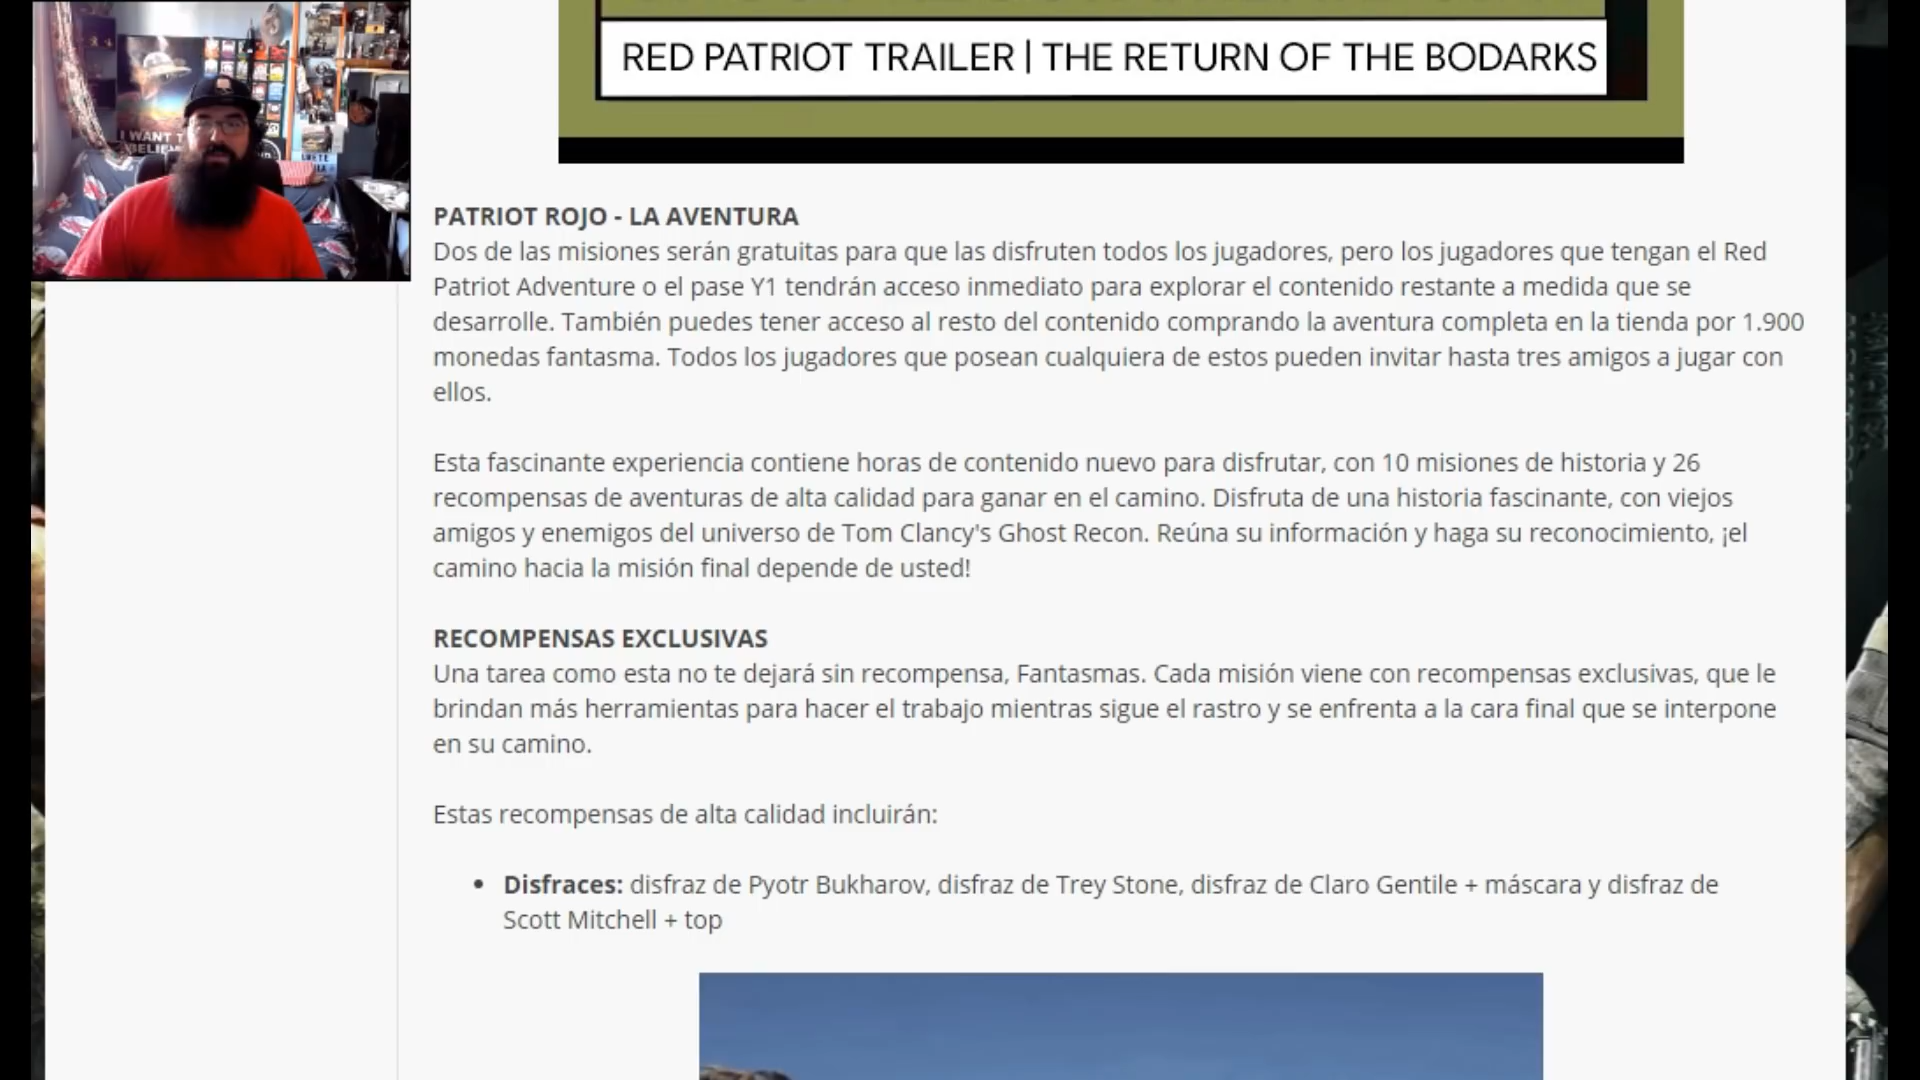 RED PATRIOT TRAILER | THE RETURN OF THE BODARKS
I WANT T
BELIE
PATRIOT ROJO - LA AVENTURA
Dos de las misiones serán gratuitas para que las disfruten todos los jugadores, pero los jugadores que tengan el Red
Patriot Adventure o el pase Y1 tendrán acceso inmediato para explorar el contenido restante a medida que se
desarrolle. También puedes tener acceso al resto del contenido comprando la aventura completa en la tienda por 1.900
monedas fantasma. Todos los jugadores que posean cualquiera de estos pueden invitar hasta tres amigos a jugar con
ellos.
Esta fascinante experiencia contiene horas de contenido nuevo para disfrutar, con 10 misiones de historia y 26
recompensas de aventuras de alta calidad para ganar en el camino. Disfruta de una historia fascinante, con viejos
amigos y enemigos del universo de Tom Clancy's Ghost Recon. Reúna su información y haga su reconocimiento, ¡el
camino hacia la misión final depende de usted!
RECOMPENSAS EXCLUSIVAS
Una tarea como esta no te dejará sin recompensa, Fantasmas. Cada misión viene con recompensas exclusivas, que le
brindan más herramientas para hacer el trabajo mientras sigue el rastro y se enfrenta a la cara final que se interpone
en su camino.
Estas recompensas de alta calidad incluirán:
• Disfraces: disfraz de Pyotr Bukharov, disfraz de Trey Stone, disfraz de Claro Gentile + máscara y disfraz de
Scott Mitchell + top